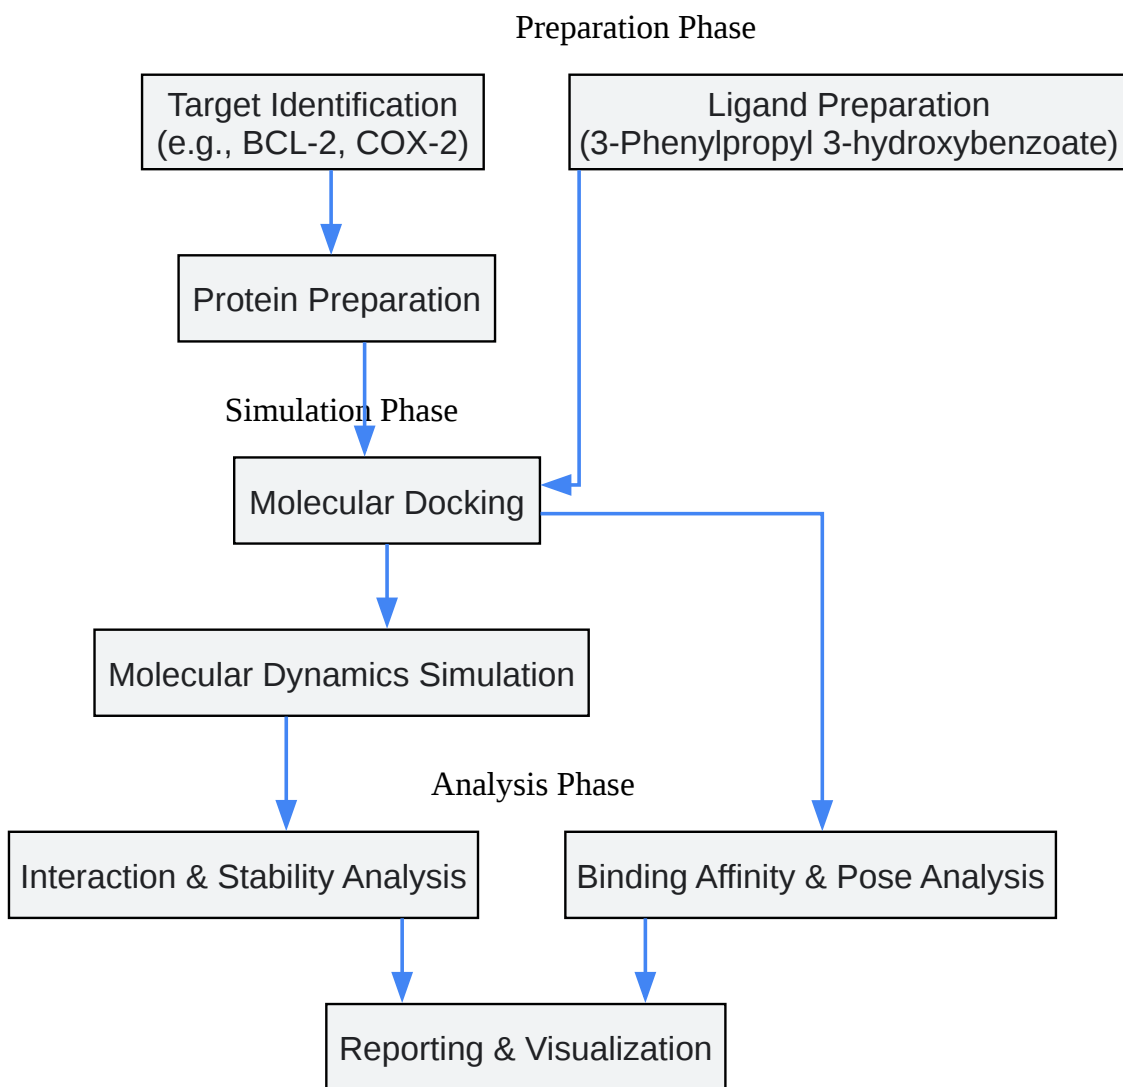 Preparation Phase
Target Identification
(e.g., BCL-2, COX-2)
Ligand Preparation
(3-Phenylpropyl 3-hydroxybenzoate)
Protein Preparation
Simulation Phase
Molecular Docking
Molecular Dynamics Simulation
Analysis Phase
Interaction & Stability Analysis
Binding Affinity & Pose Analysis
Reporting & Visualization